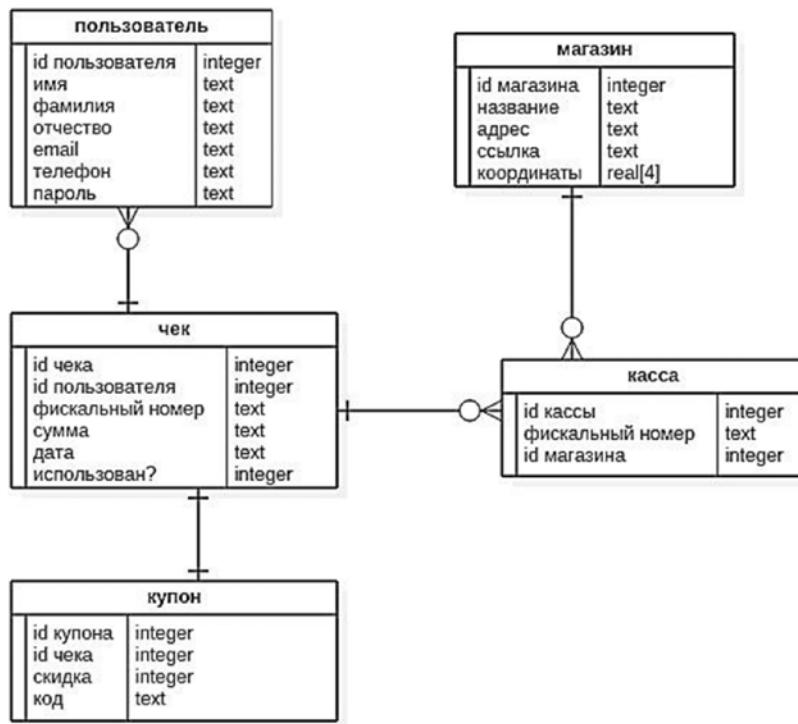 пользователь
id пользователя integer
имя text
фамилия text
отчество text
email text
телефон text
пароль text
магазин
id магазина integer
название text
адрес text
ссылка text
координаты real[4]
чек
id чека integer
id пользователя integer
фискальный номер text
сумма text
дата text
использован? integer
касса
id кассы integer
фискальный номер text
id магазина integer
купон
id купона integer
id чека integer
скидка integer
код text